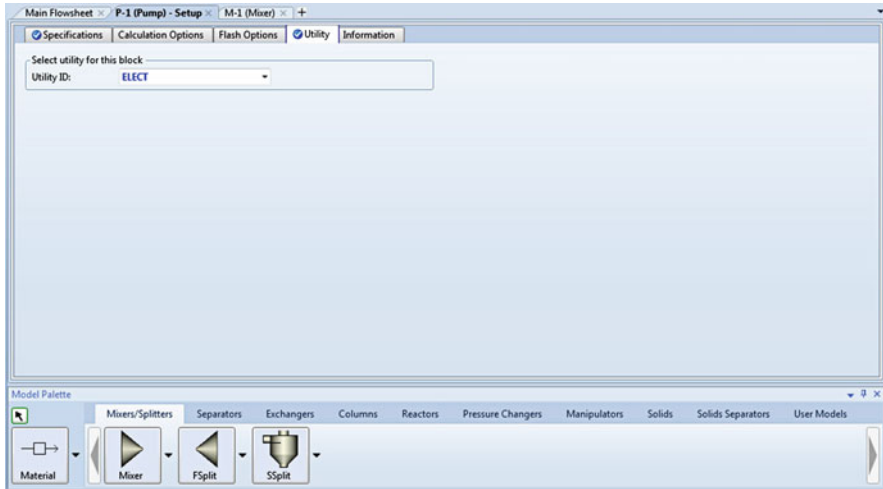 Main Flowsheet × P-1 (Pump) - Setup × M-1 (Mixer) × +
Specifications Calculation Options Flash Options Utility Information
Select utility for this block
Utility ID: ELECT
Model Palette
Mixers/Splitters Separators Exchangers Columns Reactors Pressure Changers Manipulators Solids Solids Separators User Models
Material Mixer FSplit SSplit